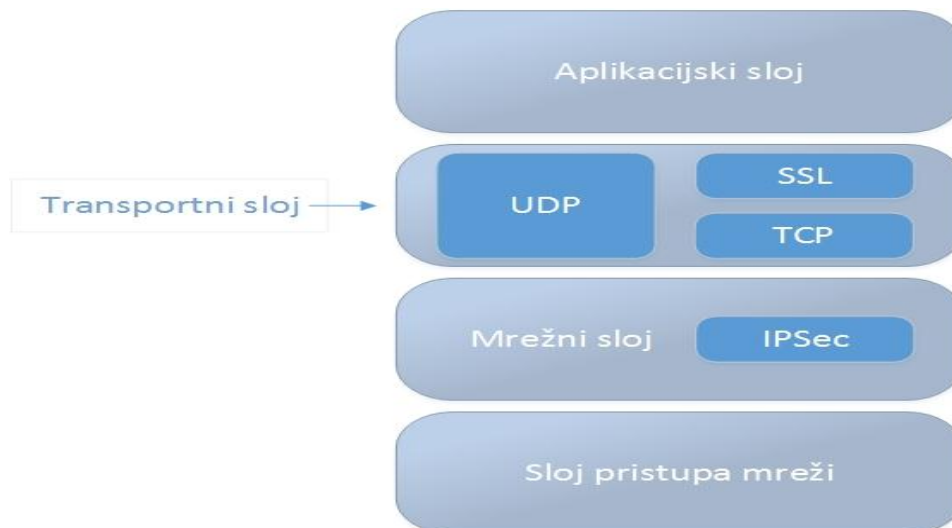 Aplikacijski sloj
Transportni sloj
UDP
SSL
TCP
Mrežni sloj
IPSec
Sloj pristupa mreži